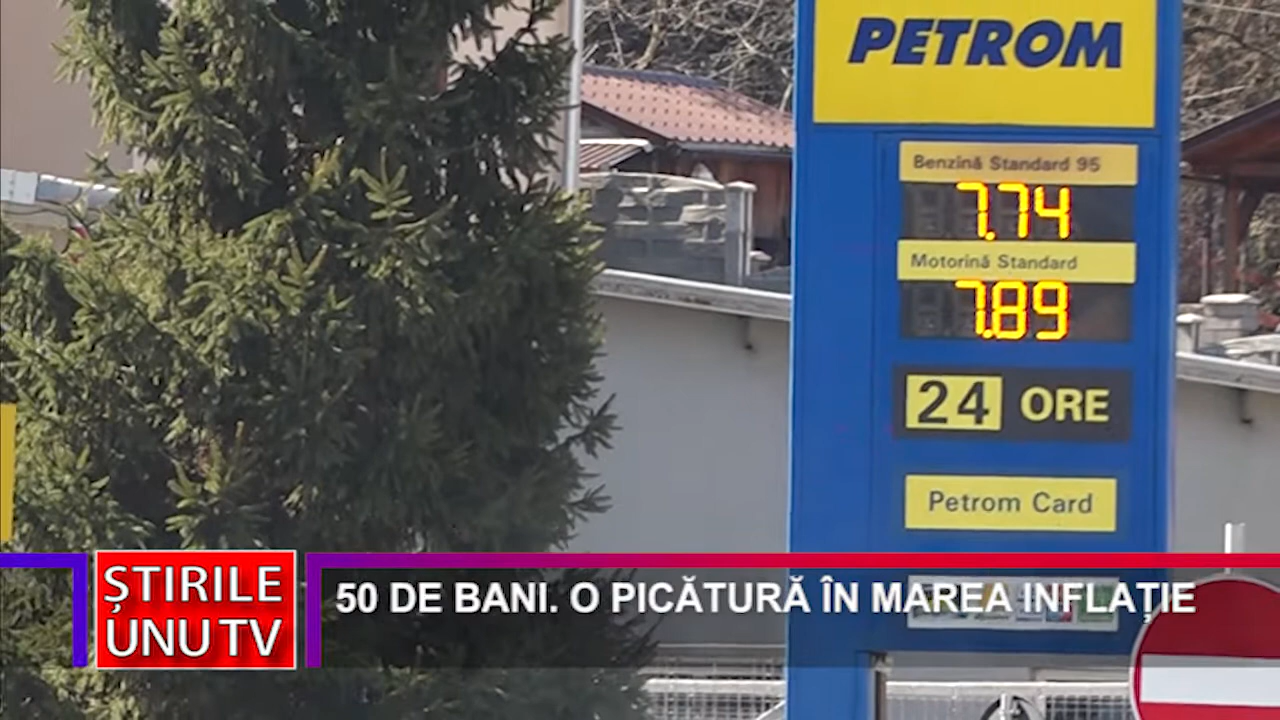 PETROM
Benzină Standard 95
7.74
Motorină Standard
7.89
24 ORE
Petrom Card
ȘTIRILE
UNU TV
50 DE BANI. O PICĂTURĂ ÎN MAREA INFLAȚIE